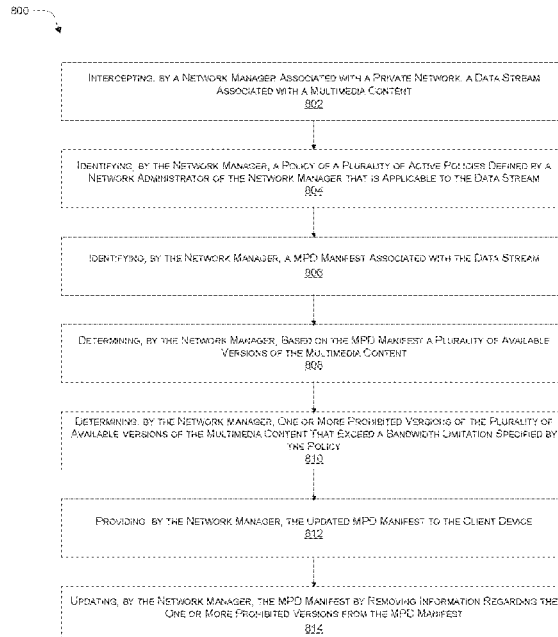 800
INTERCEPTING, BY A NETWORK MANAGER ASSOCIATED WITH A PRIVATE NETWORK, A DATA STREAM
ASSOCIATED WITH A MULTIMEDIA CONTENT
802
IDENTIFYING, BY THE NETWORK MANAGER, A POLICY OF A PLURALITY OF ACTIVE POLICIES DEFINED BY A
NETWORK ADMINISTRATOR OF THE NETWORK MANAGER THAT IS APPLICABLE TO THE DATA STREAM
804
IDENTIFYING, BY THE NETWORK MANAGER, A MPD MANIFEST ASSOCIATED WITH THE DATA STREAM
806
DETERMINING, BY THE NETWORK MANAGER, BASED ON THE MPD MANIFEST A PLURALITY OF AVAILABLE
VERSIONS OF THE MULTIMEDIA CONTENT
808
DETERMINING, BY THE NETWORK MANAGER, ONE OR MORE PROHIBITED VERSIONS OF THE PLURALITY OF
AVAILABLE VERSIONS OF THE MULTIMEDIA CONTENT THAT EXCEED A BANDWIDTH LIMITATION SPECIFIED BY
THE POLICY
810
PROVIDING, BY THE NETWORK MANAGER, THE UPDATED MPD MANIFEST TO THE CLIENT DEVICE
812
UPDATING, BY THE NETWORK MANAGER, THE MPD MANIFEST BY REMOVING INFORMATION REGARDING THE
ONE OR MORE PROHIBITED VERSIONS FROM THE MPD MANIFEST
814